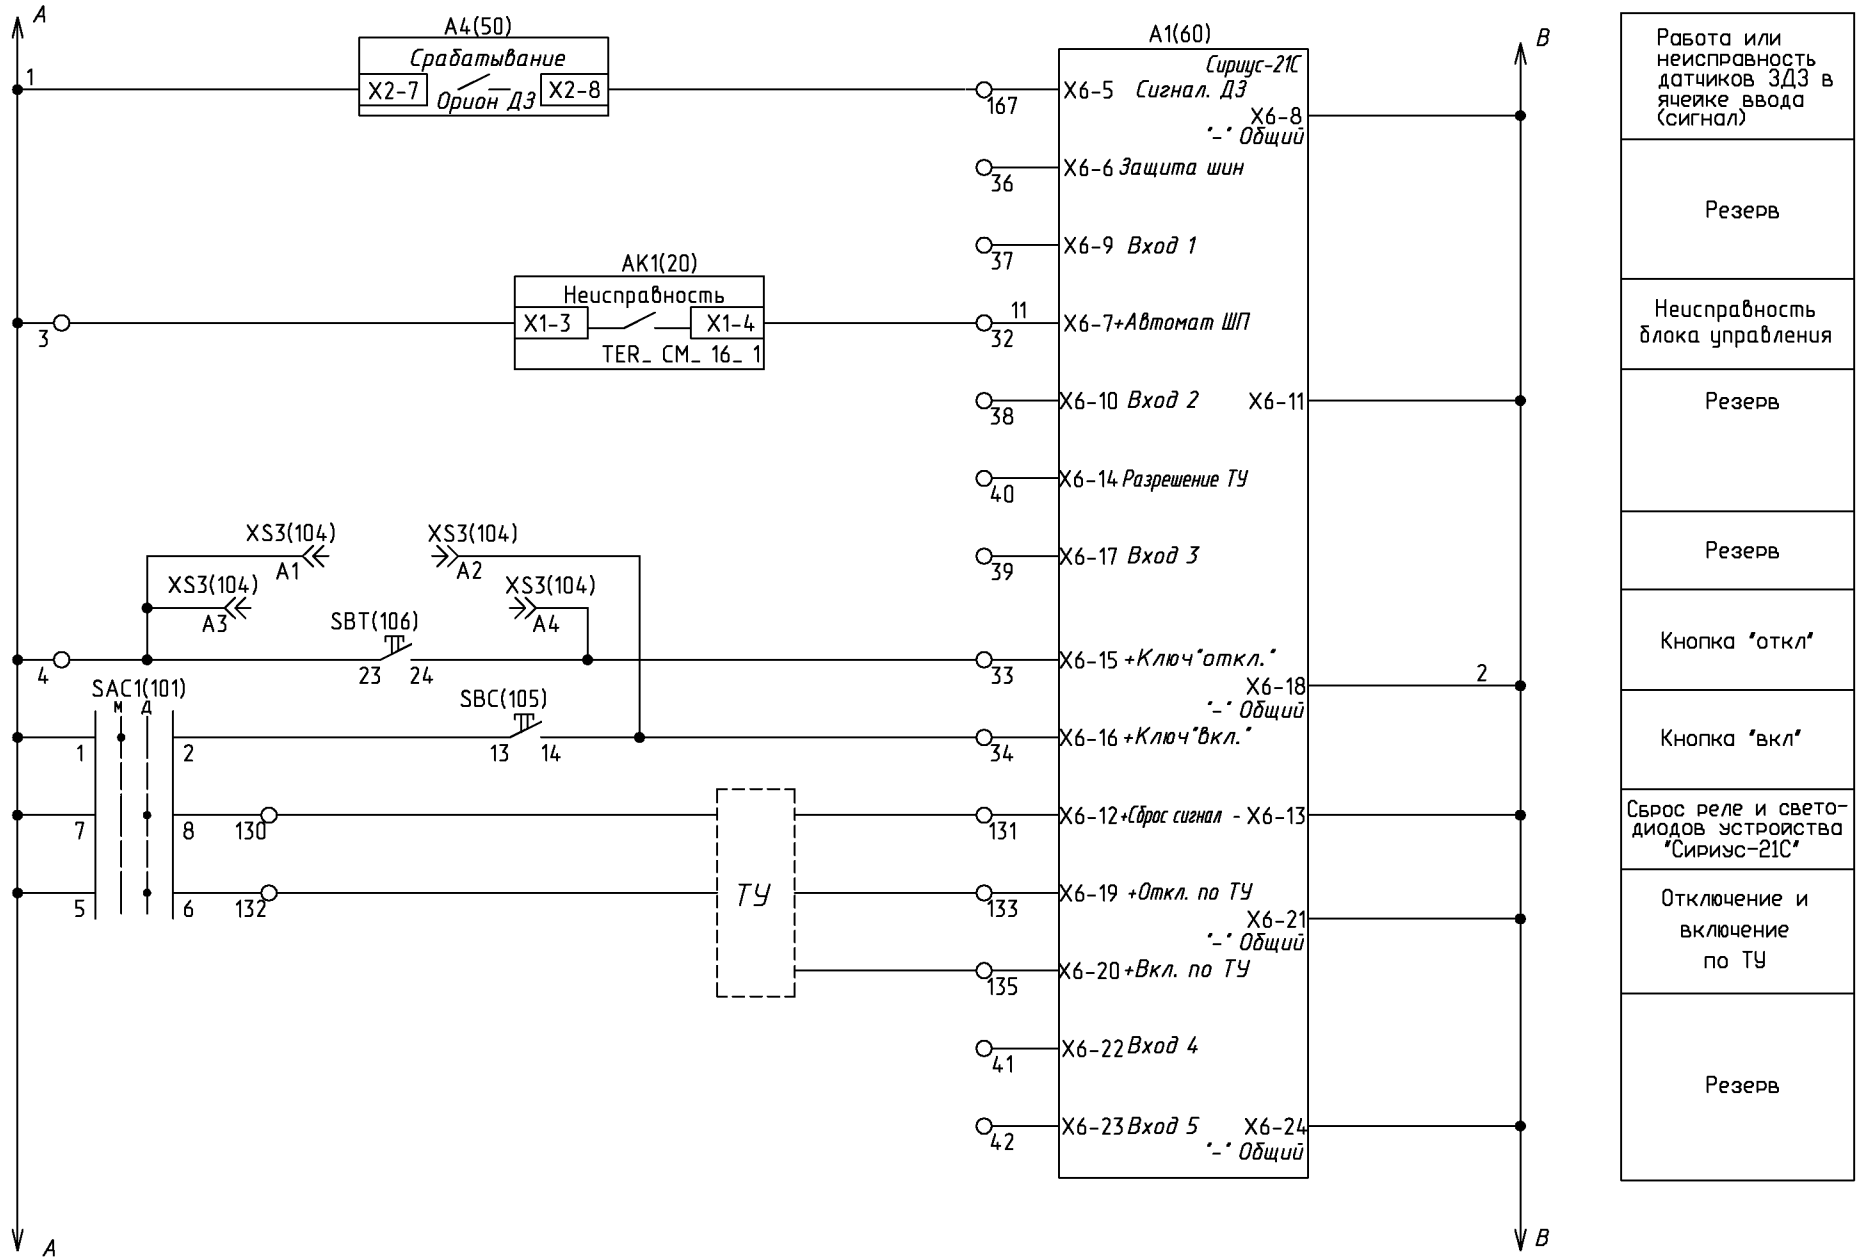 A
B
A4(50)
Срабатывание
X2-7
X2-8
Орион ДЗ
1
167
A1(60)
Сириус-21С
X6-5 Сигнал. ДЗ
X6-8
"-" Общий
36
X6-6 Защита шин
37
X6-9 Вход 1
AK1(20)
Неисправность
X1-3
X1-4
TER_ CM_ 16_ 1
3
11
32
X6-7+Автомат ШП
38
X6-10 Вход 2
X6-11
40
X6-14 Разрешение ТУ
39
X6-17 Вход 3
XS3(104)
A1
XS3(104)
A2
XS3(104)
A3
XS3(104)
A4
SBT(106)
4
23
24
33
X6-15 +Ключ"откл."
X6-18
"-" Общий
2
SAC1(101)
М Д
SBC(105)
1
2
13
14
34
X6-16 +Ключ"вкл."
7
8
130
131
X6-12+Сброс сигнал - X6-13
5
6
132
ТУ
133
X6-19 +Откл. по ТУ
X6-21
"-" Общий
135
X6-20 +Вкл. по ТУ
41
X6-22 Вход 4
42
X6-23 Вход 5
X6-24
"-" Общий
A
B
Работа или
неисправность
датчиков ЗДЗ в
ячейке ввода
(сигнал)
Резерв
Неисправность
блока управления
Резерв
Резерв
Кнопка "откл"
Кнопка "вкл"
Сброс реле и свето-
диодов устройства
"Сириус-21С"
Отключение и
включение
по ТУ
Резерв